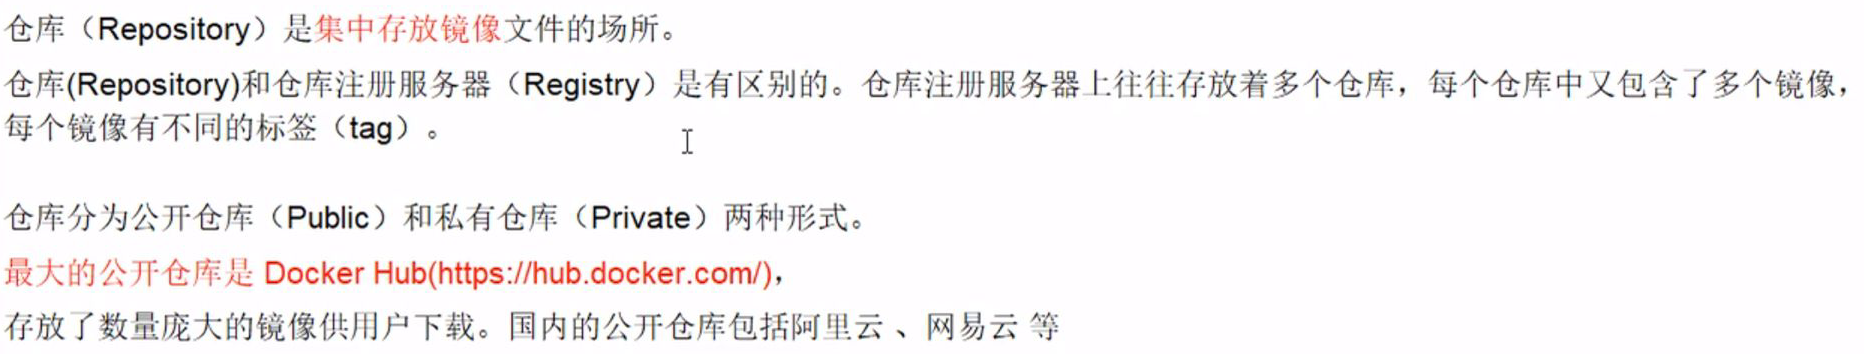 仓库（Repository）是集中存放镜像文件的场所。
仓库(Repository)和仓库注册服务器（Registry）是有区别的。仓库注册服务器上往往存放着多个仓库，每个仓库中又包含了多个镜像，
每个镜像有不同的标签（tag）。
仓库分为公开仓库（Public）和私有仓库（Private）两种形式。
最大的公开仓库是 Docker Hub(https://hub.docker.com/)，
存放了数量庞大的镜像供用户下载。国内的公开仓库包括阿里云 、网易云 等